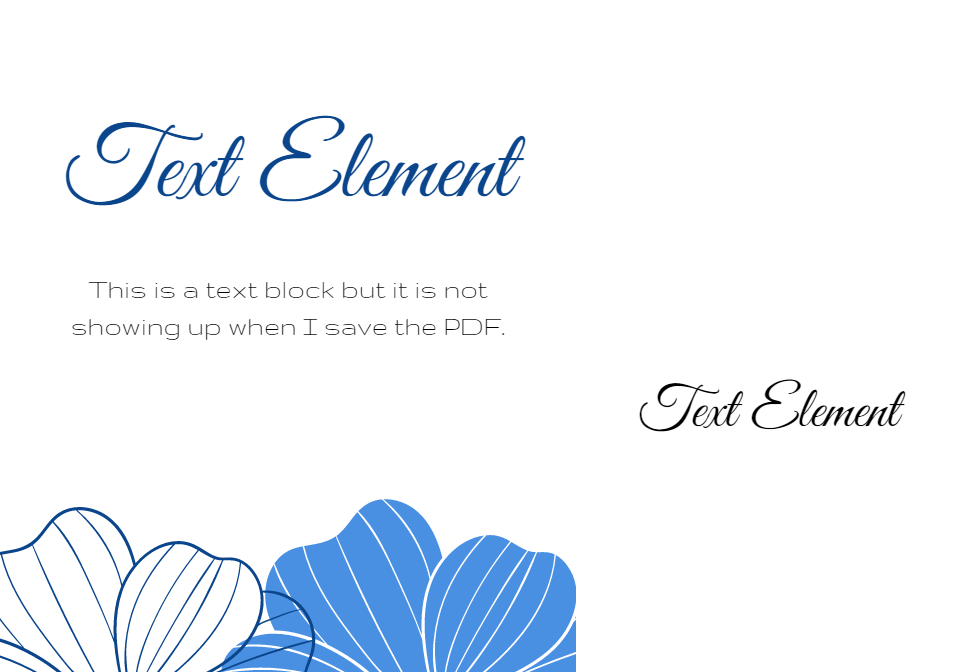 Text Element
This is a text block but it is not
showing up when I save the PDF.
Text Element